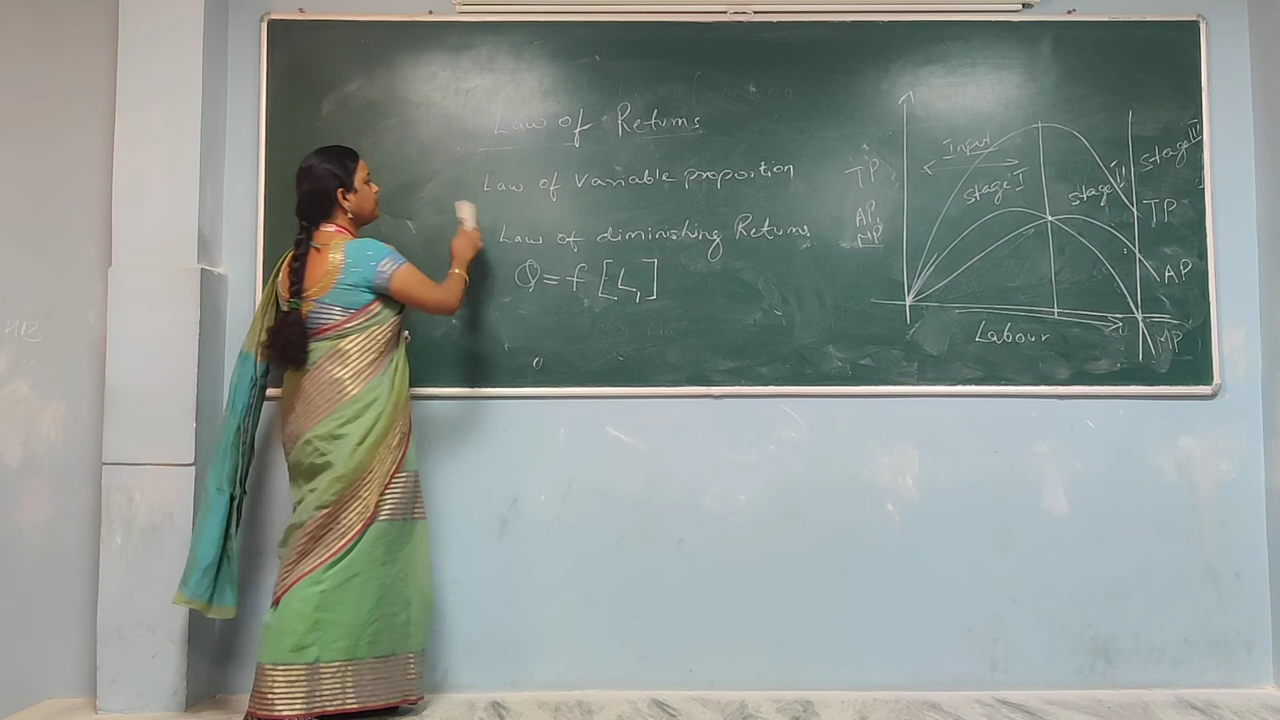 Law of Returns
Law of Variable proportion
Law of diminishing Returns
Q = f [L,]
TP
AP,
MP
Input
Stage I
Stage II
Stage III
TP
AP
MP
Labour